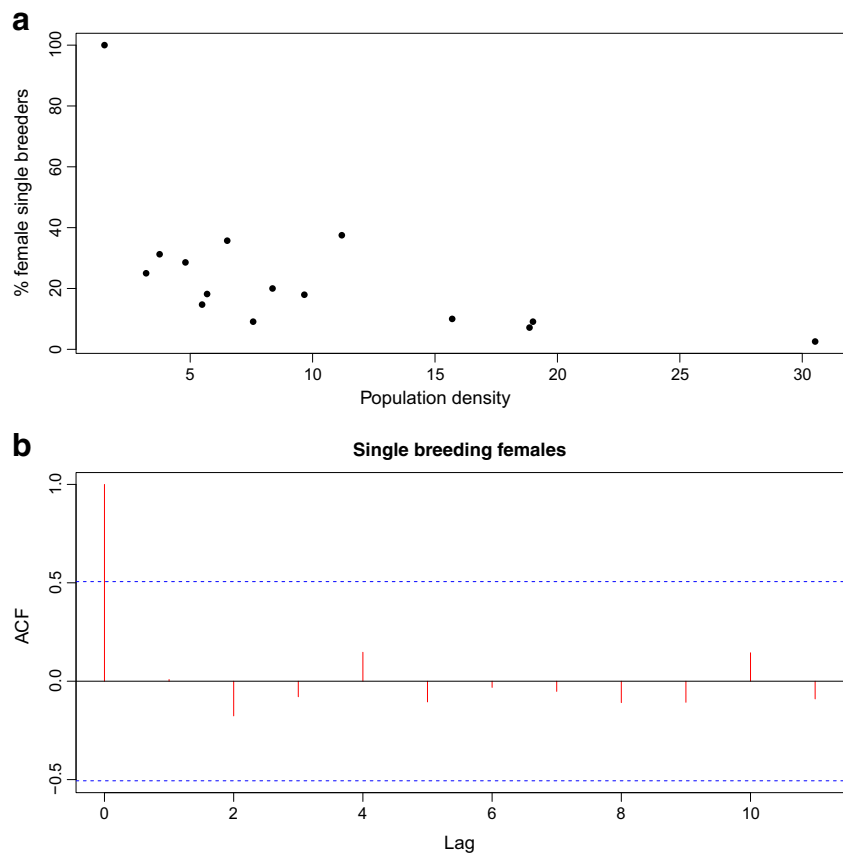 a
100
80
60
40
20
0
% female single breeders
5 10 15 20 25 30
Population density
b
Single breeding females
1.0
0.5
0.0
−0.5
ACF
0 2 4 6 8 10
Lag